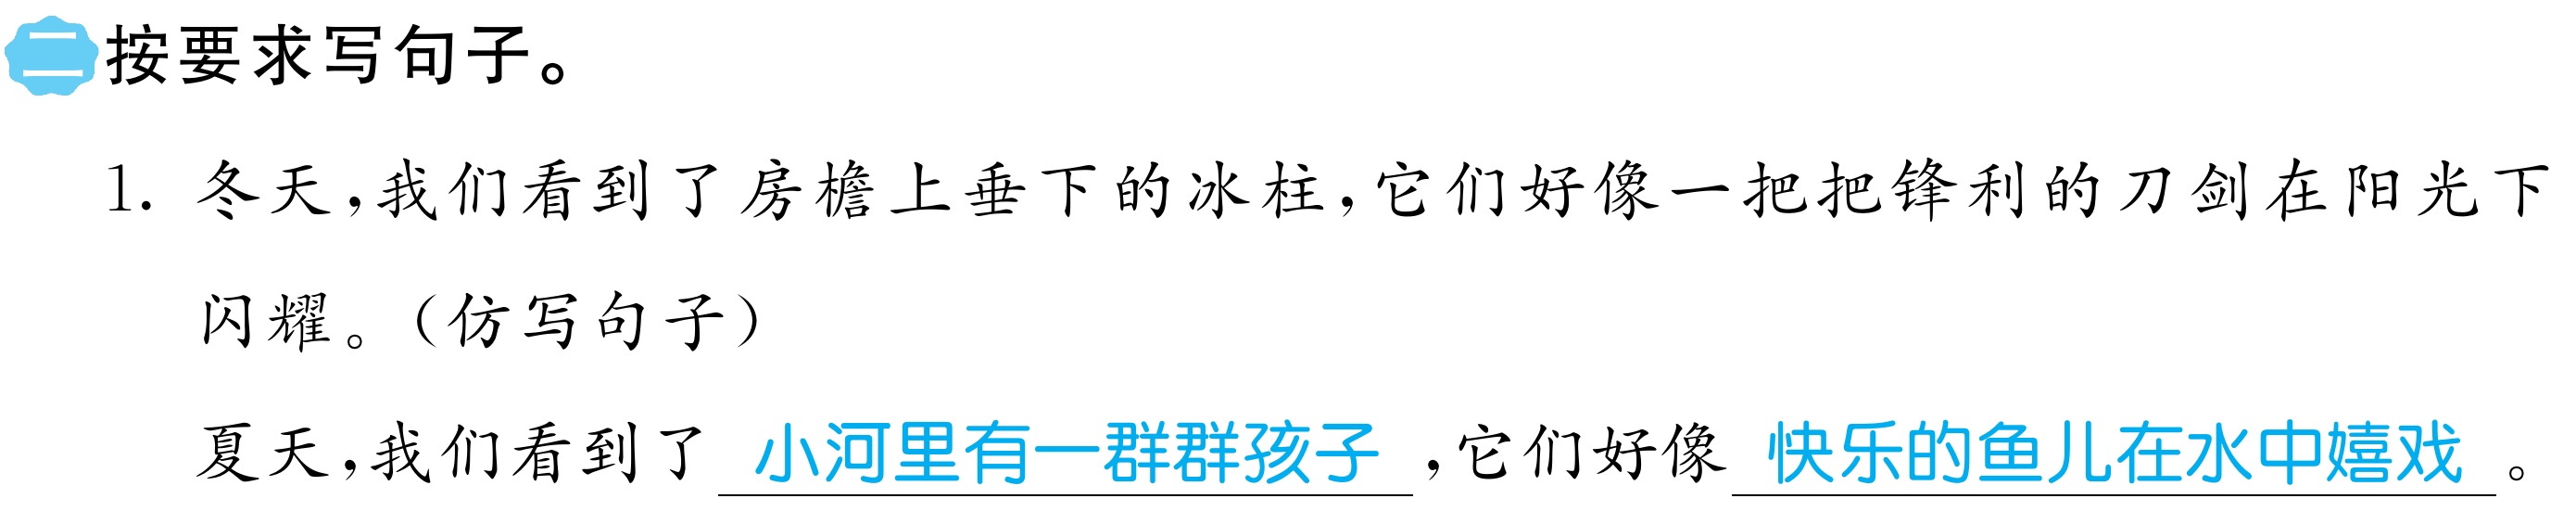 二 按要求写句子。
1. 冬天,我们看到了房檐上垂下的冰柱,它们好像一把把锋利的刀剑在阳光下
闪耀。(仿写句子)
夏天,我们看到了 小河里有一群群孩子 ,它们好像 快乐的鱼儿在水中嬉戏 。